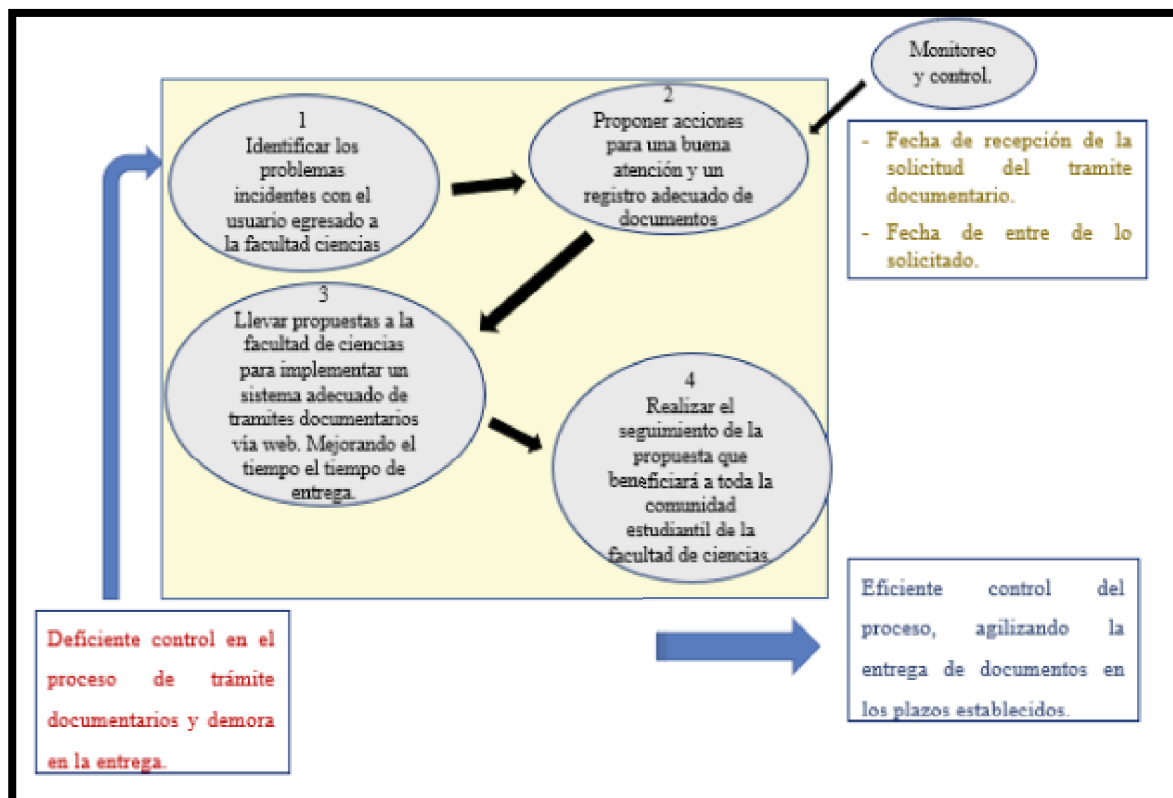 Monitoreo
y control.
1
Identificar los
problemas
incidentes con el
usuario egresado a
la facultad ciencias
2
Proponer acciones
para una buena
atención y un
registro adecuado de
documentos
- Fecha de recepción de la
solicitud del tramite
documentario.
- Fecha de entre de lo
solicitado.
3
Llevar propuestas a la
facultad de ciencias
para implementar un
sistema adecuado de
tramites documentarios
vía web. Mejorando el
tiempo el tiempo de
entrega.
4
Realizar el
seguimiento de la
propuesta que
beneficiará a toda la
comunidad
estudiantil de la
facultad de ciencias.
Deficiente control en el
proceso de trámite
documentarios y demora
en la entrega.
Eficiente control del
proceso, agilizando la
entrega de documentos en
los plazos establecidos.